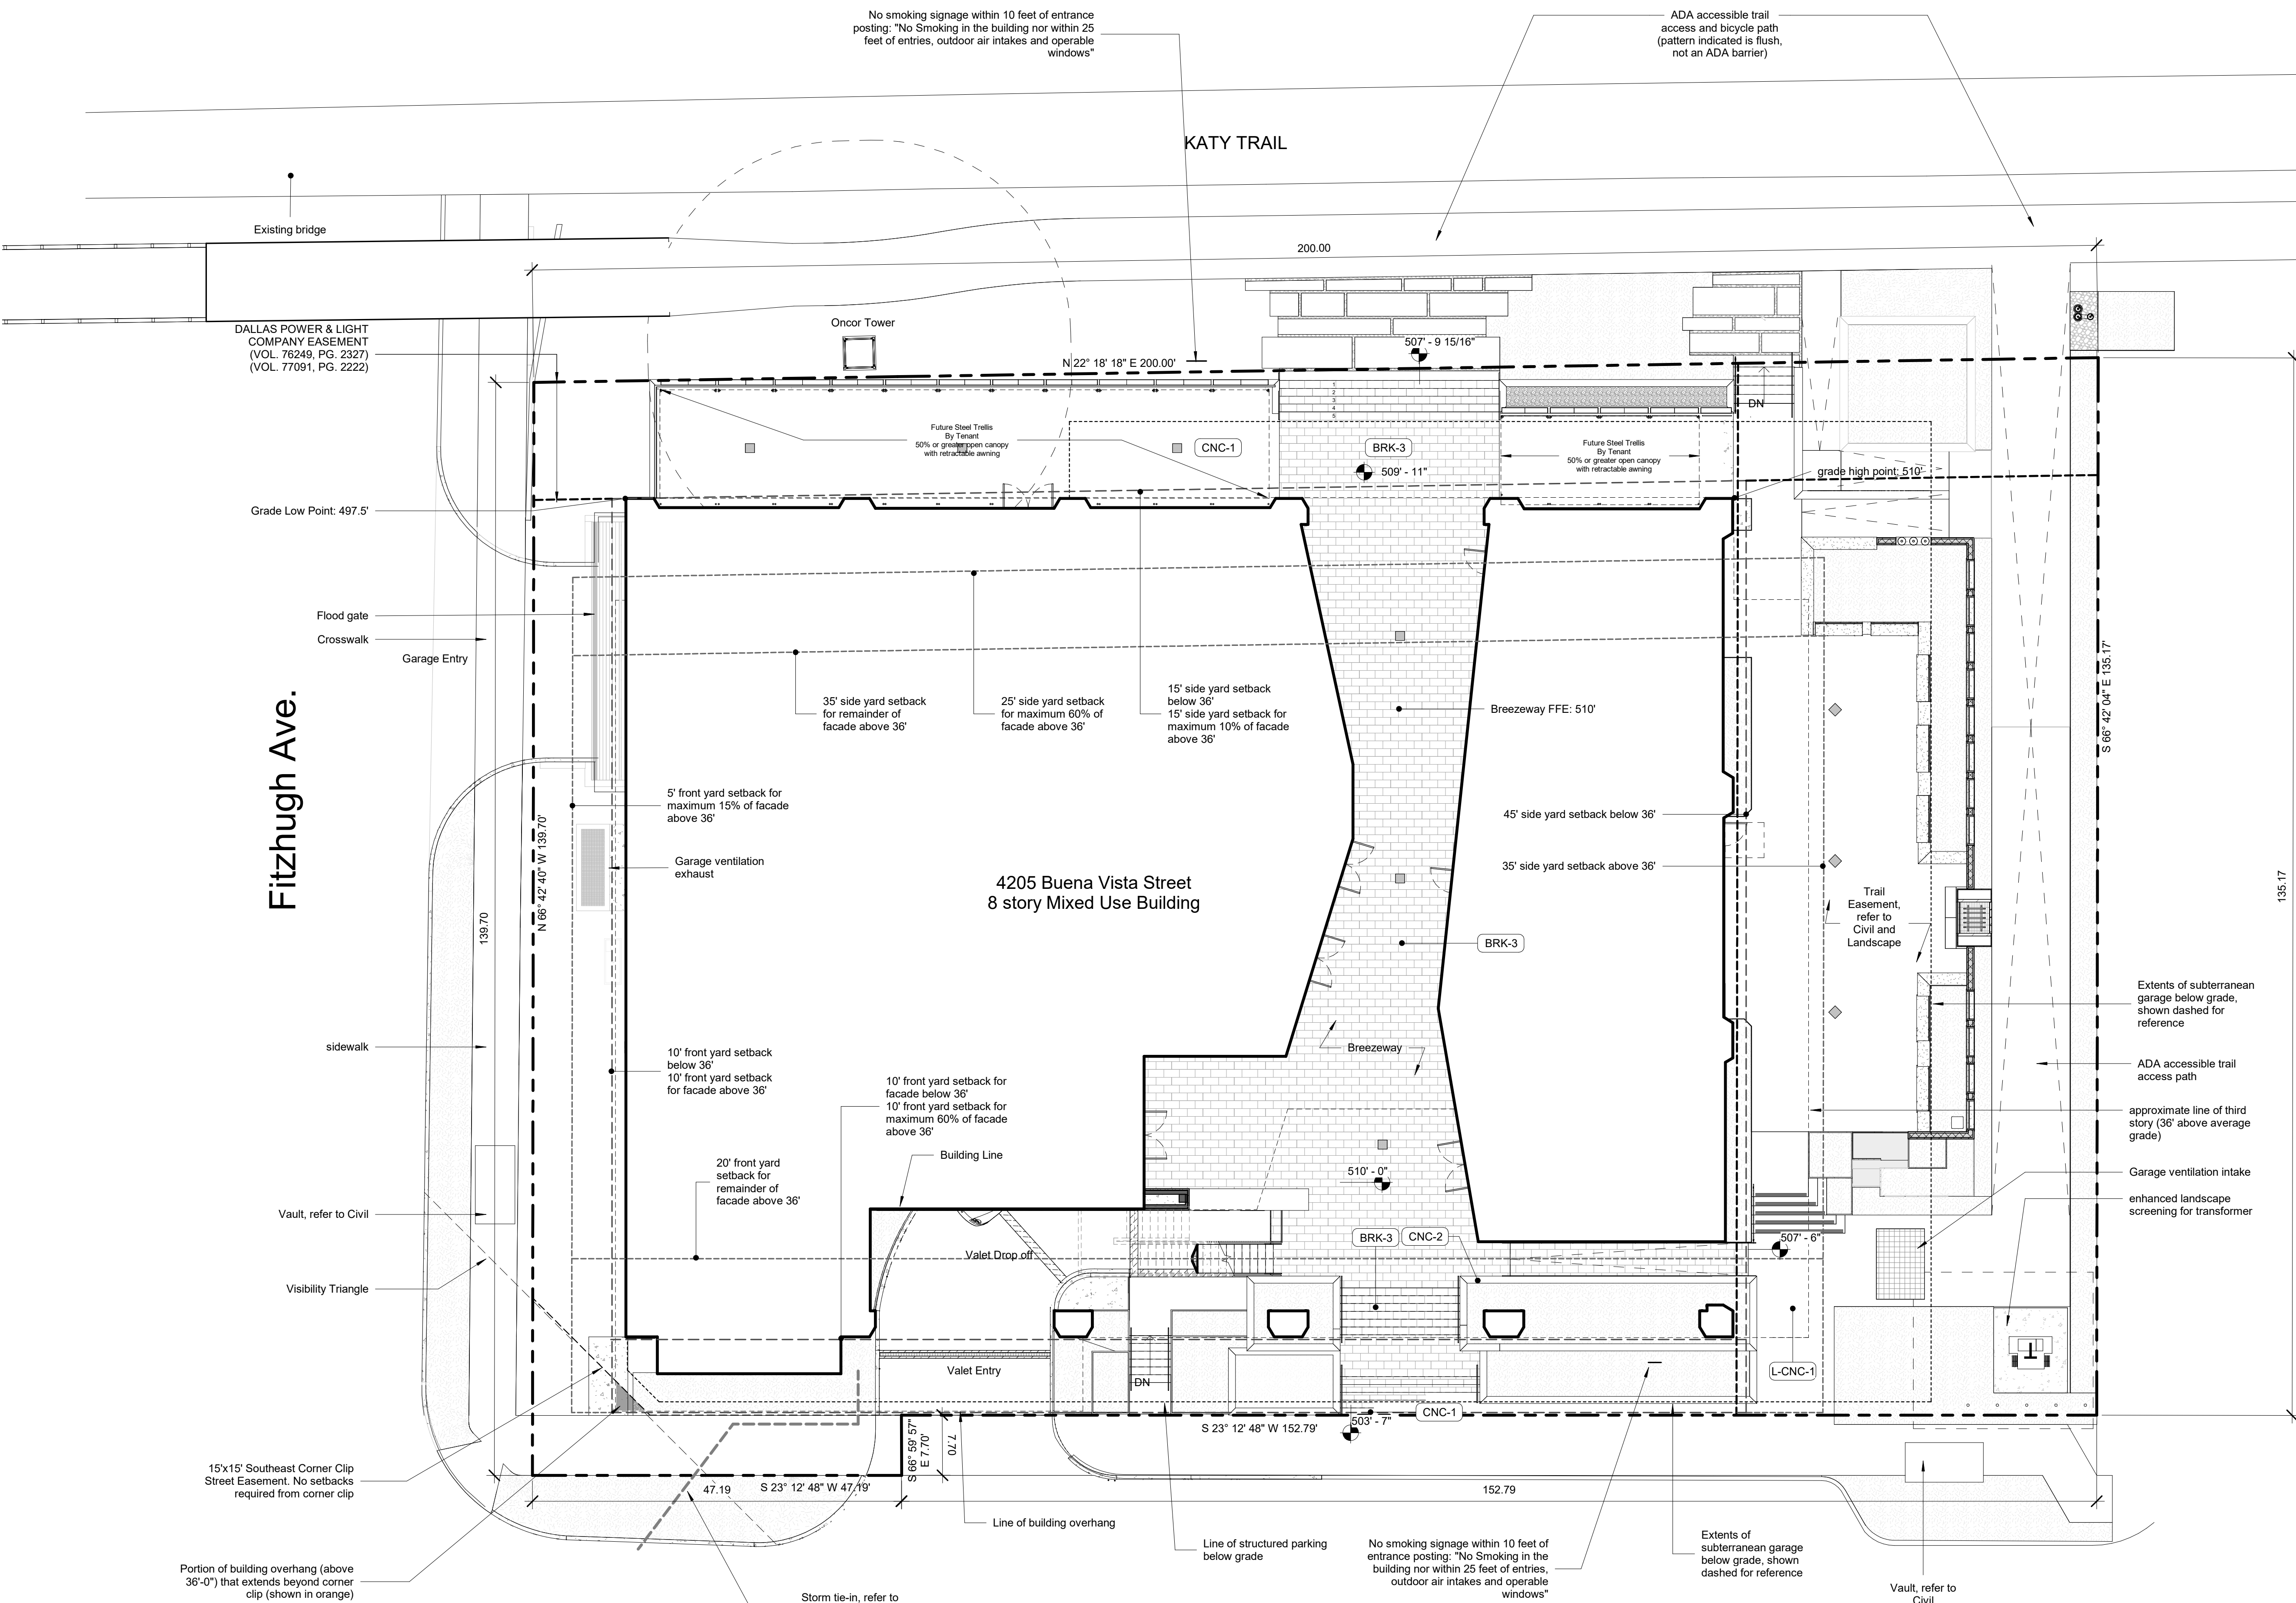 No smoking signage within 10 feet of entrance
posting: "No Smoking in the building nor within 25
feet of entries, outdoor air intakes and operable
windows"
ADA accessible trail
access and bicycle path
(pattern indicated is flush,
not an ADA barrier)
KATY TRAIL
Existing bridge
200.00
DALLAS POWER & LIGHT
COMPANY EASEMENT
(VOL. 76249, PG. 2327)
(VOL. 77091, PG. 2222)
Oncor Tower
507' - 9 15/16"
N 22° 18' 18" E 200.00'
1
2
3
4
5
DN
Future Steel Trellis
By Tenant
50% or greater open canopy
with retractable awning
CNC-1
BRK-3
Future Steel Trellis
By Tenant
50% or greater open canopy
with retractable awning
509' - 11"
grade high point: 510'
Grade Low Point: 497.5'
Flood gate
Crosswalk
Garage Entry
Fitzhugh Ave.
35' side yard setback
for remainder of
facade above 36'
25' side yard setback
for maximum 60% of
facade above 36'
15' side yard setback
below 36'
15' side yard setback for
maximum 10% of facade
above 36'
Breezeway FFE: 510'
S 66° 42' 04" E 135.17'
5' front yard setback for
maximum 15% of facade
above 36'
45' side yard setback below 36'
N 66° 42' 40" W 139.70'
139.70
Garage ventilation
exhaust
35' side yard setback above 36'
4205 Buena Vista Street
8 story Mixed Use Building
Trail
Easement,
refer to
Civil and
Landscape
135.17
BRK-3
Extents of subterranean
garage below grade,
shown dashed for
reference
sidewalk
10' front yard setback
below 36'
10' front yard setback
for facade above 36'
Breezeway
ADA accessible trail
access path
10' front yard setback for
facade below 36'
10' front yard setback for
maximum 60% of facade
above 36'
approximate line of third
story (36' above average
grade)
Building Line
20' front yard
setback for
remainder of
facade above 36'
510' - 0"
Garage ventilation intake
enhanced landscape
screening for transformer
Vault, refer to Civil
BRK-3
CNC-2
507' - 6"
Valet Drop off
Visibility Triangle
Valet Entry
DN
L-CNC-1
CNC-1
503' - 7"
S 23° 12' 48" W 152.79'
S 66° 59' 57"
E 7.70'
7.70
15'x15' Southeast Corner Clip
Street Easement. No setbacks
required from corner clip
47.19
S 23° 12' 48" W 47.19'
152.79
Line of building overhang
Line of structured parking
below grade
No smoking signage within 10 feet of
entrance posting: "No Smoking in the
building nor within 25 feet of entries,
outdoor air intakes and operable
windows"
Extents of
subterranean garage
below grade, shown
dashed for reference
Portion of building overhang (above
36'-0") that extends beyond corner
clip (shown in orange)
Storm tie-in, refer to
Vault, refer to
Civil